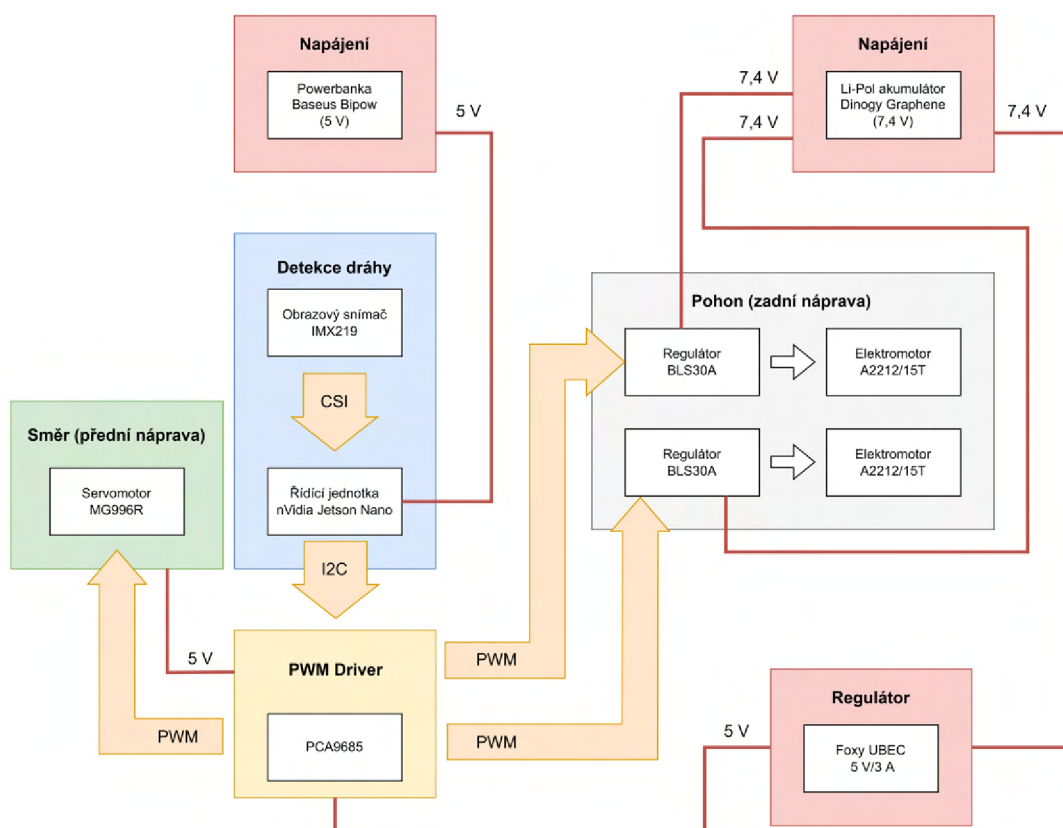 Napájení
Powerbanka
Baseus Bipow
(5 V)
5 V
Napájení
Li-Pol akumulátor
Dinogy Graphene
(7,4 V)
7,4 V
7,4 V
7,4 V
Detekce dráhy
Obrazový snímač
IMX219
CSI
Řídící jednotka
nVidia Jetson Nano
I2C
Pohon (zadní náprava)
Regulátor
BLS30A
Elektromotor
A2212/15T
Regulátor
BLS30A
Elektromotor
A2212/15T
Směr (přední náprava)
Servomotor
MG996R
5 V
PWM
PWM Driver
PCA9685
PWM
PWM
Regulátor
Foxy UBEC
5 V/3 A
5 V